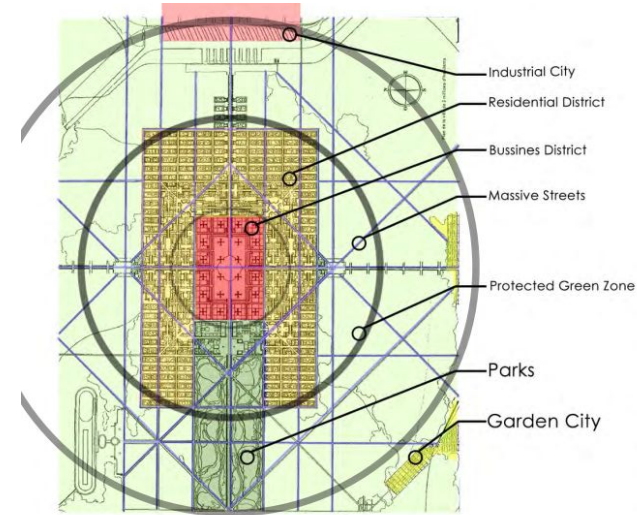 Industrial City
Residential District
Bussines District
Massive Streets
Protected Green Zone
Parks
Garden City